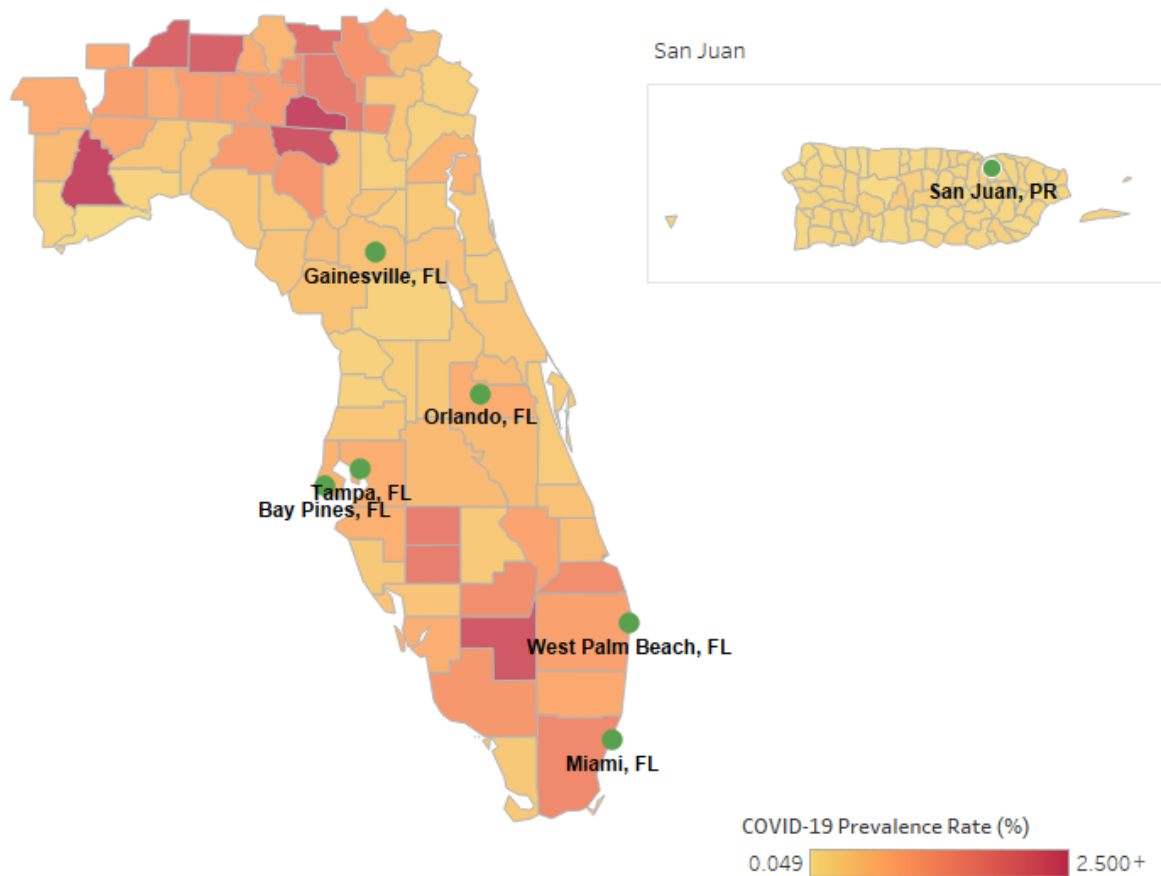 San Juan
San Juan, PR
Gainesville, FL
Orlando, FL
Tampa, FL
Bay Pines, FL
West Palm Beach, FL
Miami, FL
COVID-19 Prevalence Rate (%)
0.049 2.500+